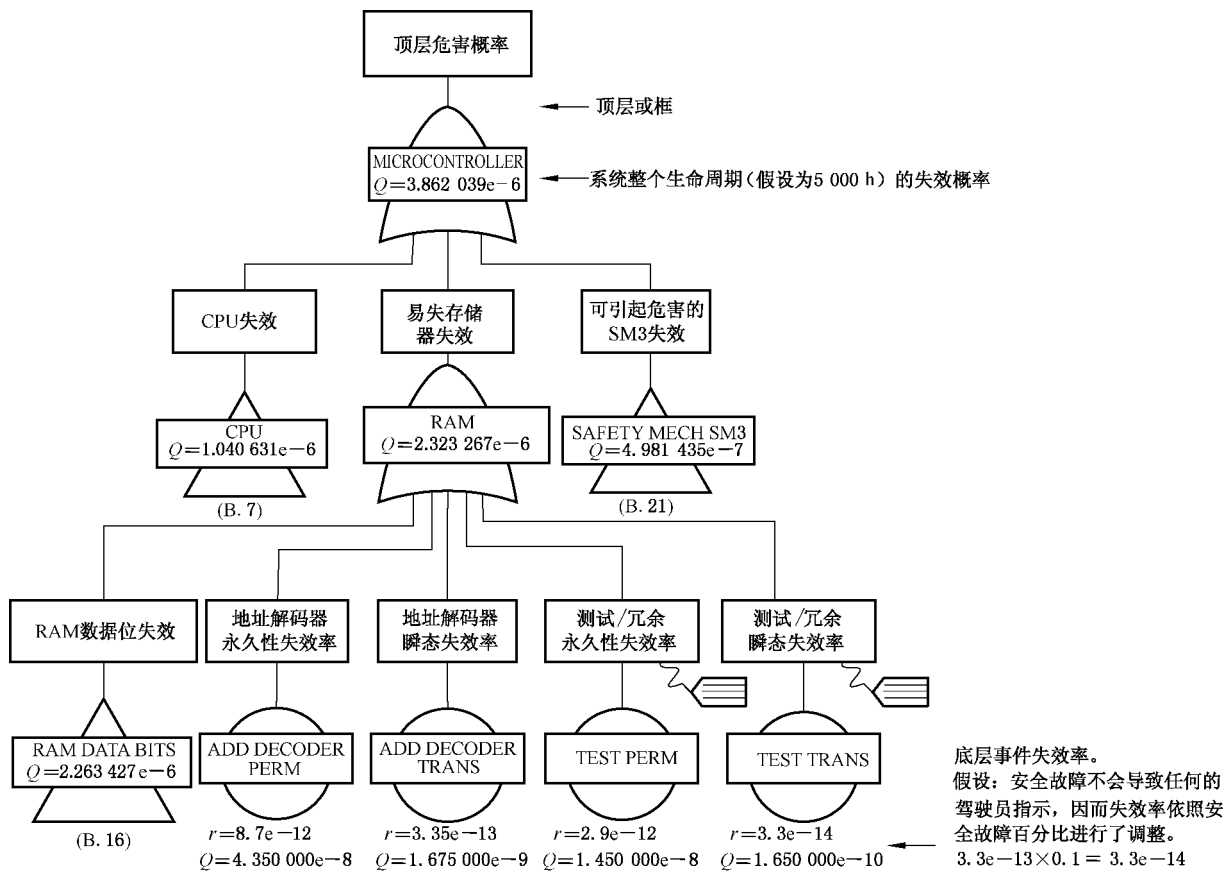 顶层危害概率
顶层或框
MICROCONTROLLER
Q=3.862 039e-6
系统整个生命周期(假设为5 000 h)的失效概率
CPU失效
易失存储
器失效
可引起危害的
SM3失效
CPU
Q=1.040 631e-6
(B. 7)
RAM
Q=2.323 267e-6
SAFETY MECH SM3
Q=4.981 435e-7
(B. 21)
RAM数据位失效
地址解码器
永久性失效率
地址解码器
瞬态失效率
测试/冗余
永久性失效率
测试/冗余
瞬态失效率
RAM DATA BITS
Q=2.263 427e-6
(B. 16)
ADD DECODER
PERM
r=8.7e-12
Q=4.350 000e-8
ADD DECODER
TRANS
r=3.35e-13
Q=1.675 000e-9
TEST PERM
r=2.9e-12
Q=1.450 000e-8
TEST TRANS
r=3.3e-14
Q=1.650 000e-10
底层事件失效率。
假设：安全故障不会导致任何的
驾驶员指示，因而失效率依照安
全故障百分比进行了调整。
3.3e-13×0.1= 3.3e-14